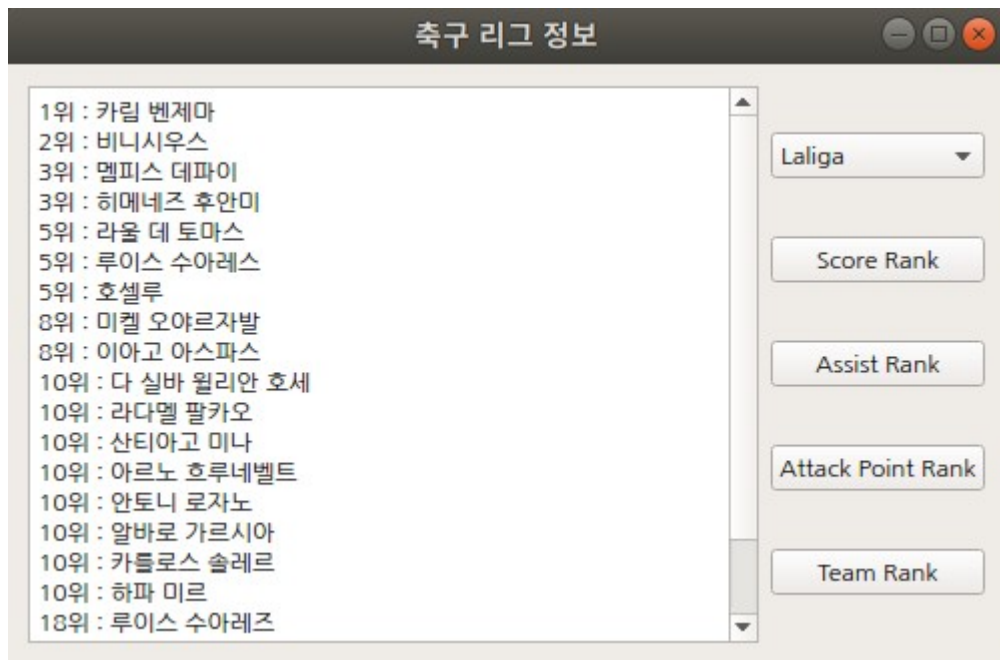 축구 리그 정보
1위 : 카림 벤제마
2위 : 비니시우스
3위 : 멤피스 데파이
3위 : 히메네즈 후안미
5위 : 라울 데 토마스
5위 : 루이스 수아레스
5위 : 호셀루
8위 : 미켈 오야르자발
8위 : 이아고 아스파스
10위 : 다 실바 윌리안 호세
10위 : 라다멜 팔카오
10위 : 산티아고 미나
10위 : 아르노 흐루네벨트
10위 : 안토니 로자노
10위 : 알바로 가르시아
10위 : 카를로스 솔레르
10위 : 하파 미르
18위 : 루이스 수아레즈
Laliga
Score Rank
Assist Rank
Attack Point Rank
Team Rank